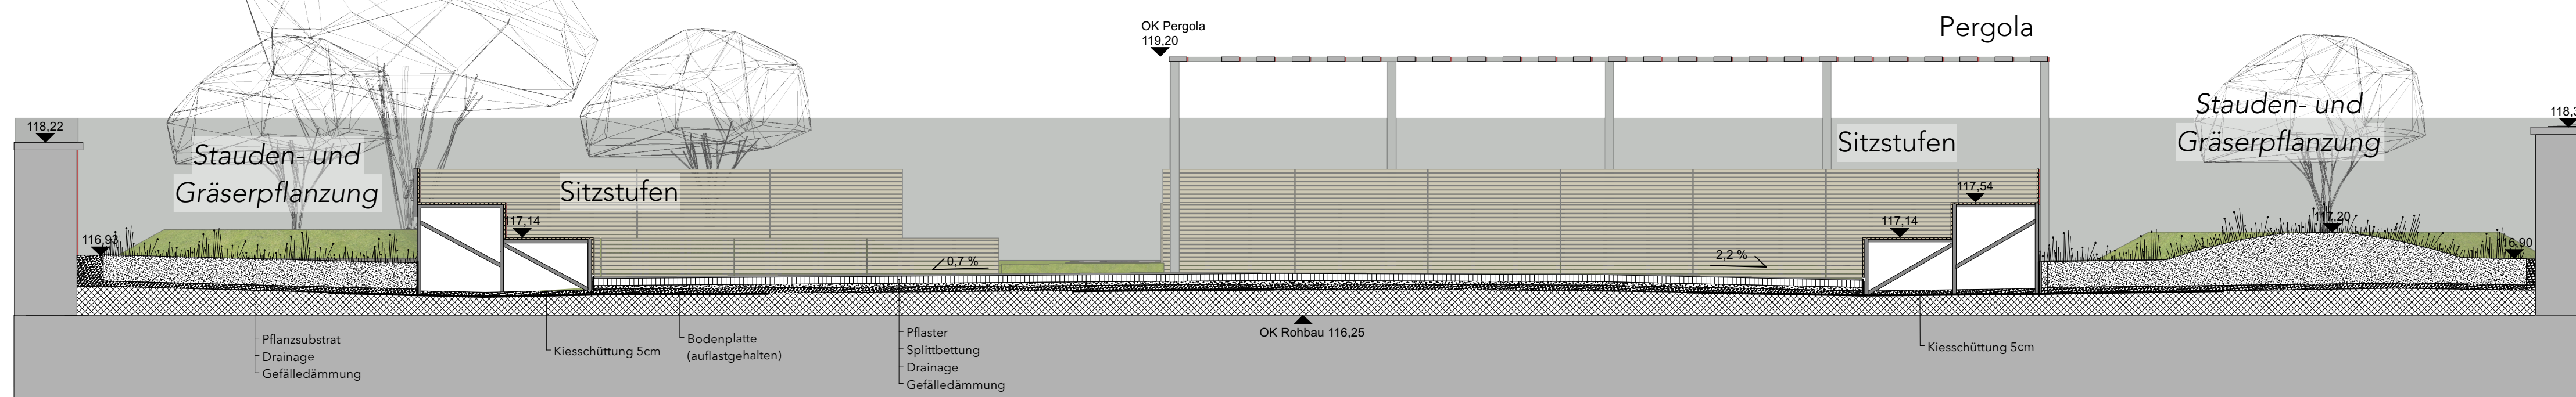 OK Pergola
119,20
Pergola
118,22
Stauden- und
Gräserpflanzung
Sitzstufen
Sitzstufen
Stauden- und
Gräserpflanzung
117,54
117,14
117,14
117,20
116,93
116,90
0,7 %
2,2 %
OK Rohbau 116,25
Pflanzsubstrat
Drainage
Gefälledämmung
Kiesschüttung 5cm
Bodenplatte
(auflastgehalten)
Pflaster
Splittbettung
Drainage
Gefälledämmung
Kiesschüttung 5cm